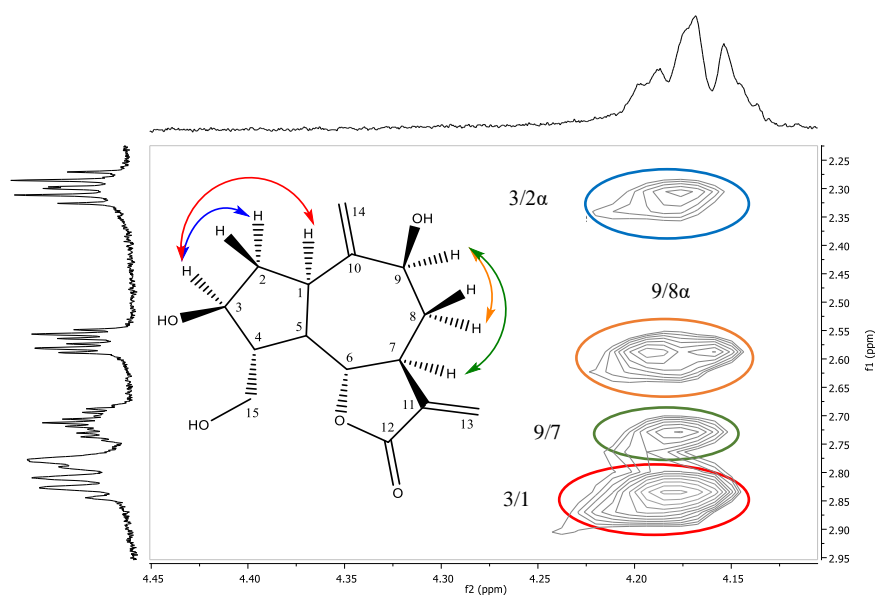 2.25
2.30
2.35
2.40
2.45
2.50
2.55
2.60
2.65
2.70
2.75
2.80
2.85
2.90
2.95
f1 (ppm)
4.45
4.40
4.35
4.30
4.25
4.20
4.15
f2 (ppm)
3/2α
9/8α
9/7
3/1
H
H
H
H
2
1
3
HO
4
5
15
HO
14
10
OH
9
H
H
8
H
7
H
6
O
11
12
13
O